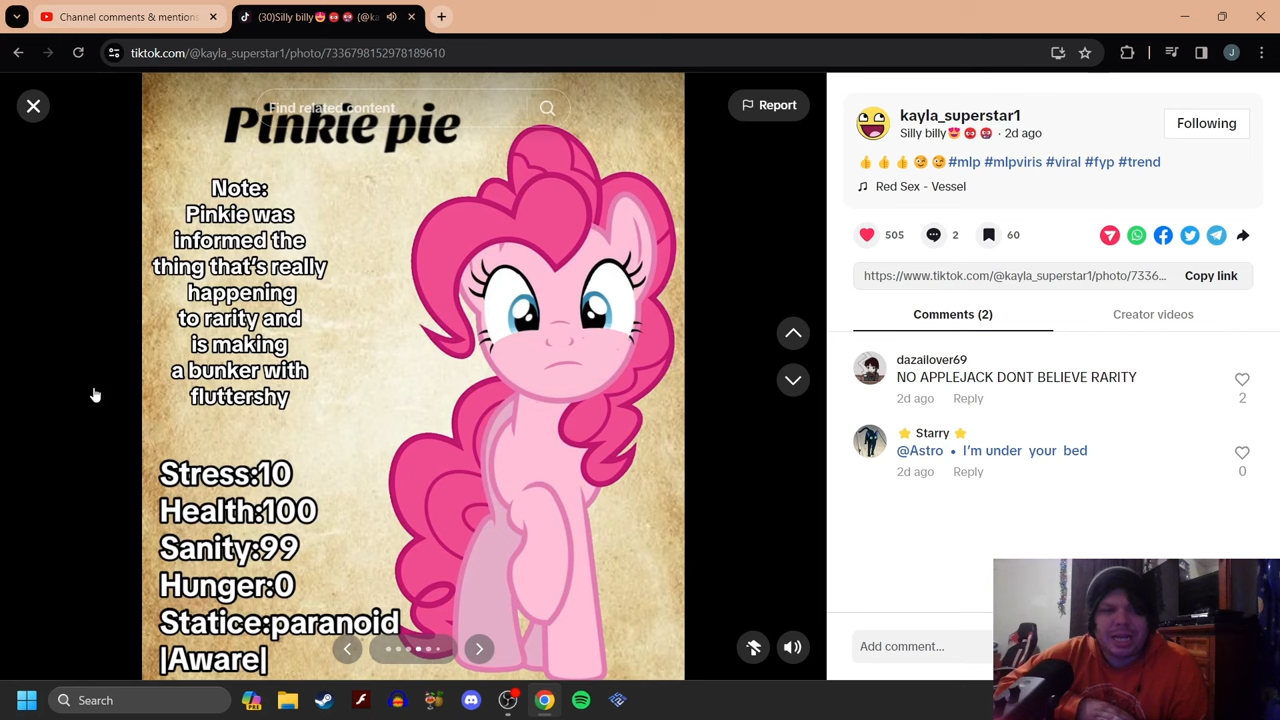 Channel comments & mentions
(30)Silly billy😍 👹 👹 (@ka
tiktok.com/@kayla_superstar1/photo/7336798152978189610
J
Find related content
Report
Pinkie pie
Note:
Pinkie was
informed the
thing that's really
happening
to rarity and
is making
a bunker with
fluttershy
Stress:10
Health:100
Sanity:99
Hunger:0
Statice:paranoid
|Aware|
kayla_superstar1
Silly billy😍 👹 👹 · 2d ago
Following
👍 👍 👍 😉 😉 #mlp #mlpviris #viral #fyp #trend
Red Sex - Vessel
505
2
60
https://www.tiktok.com/@kayla_superstar1/photo/7336...
Copy link
Comments (2)
Creator videos
dazailover69
NO APPLEJACK DONT BELIEVE RARITY
2d ago
Reply
2
⭐ Starry ⭐
@Astro • I'm under your bed
2d ago
Reply
0
Add comment...
Search
PRE